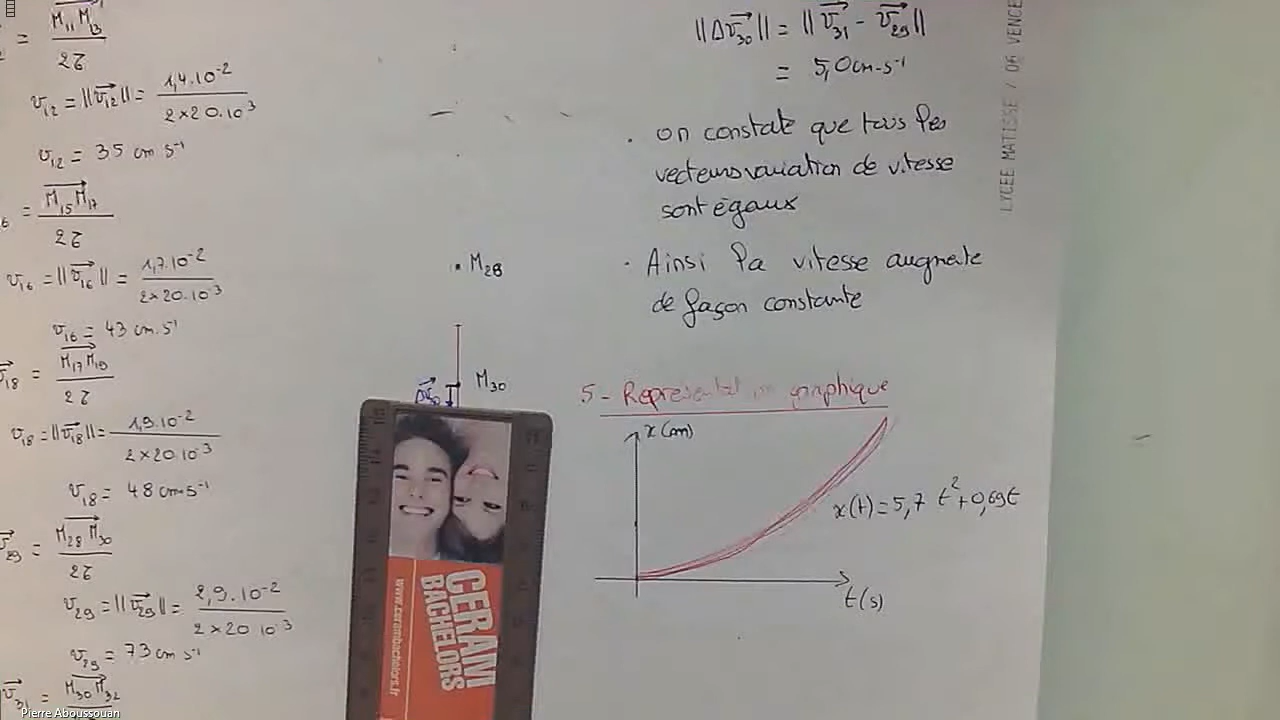 M₁₁M₁₃
=
2τ
v₁₂ = ||v₁₂|| = 1,4.10⁻²
2×20.10³
v₁₂ = 35 cm s⁻¹
= M₁₅M₁₇
2τ
v₁₆ = ||v₁₆|| = 1,7.10⁻²
2×20.10⁻³
v₁₆ = 43 cm.s¹
v₁₈ = M₁₇M₁₉
2τ
v₁₈ = ||v₁₈|| = 1,9.10⁻²
2×20.10⁻³
v₁₈ = 48 cm s⁻¹
v₂₉ = M₂₈M₃₀
2τ
v₂₉ = ||v₂₉|| = 2,9.10⁻²
2×20 10⁻³
v₂₉ = 73 cm s⁻¹
v₃₁ = M₃₀M₃₂
Pierre Aboussouan
. M₂₈
M₃₀
Δv₃₀
CERAM
BACHELORS
www.cerambachelors.fr
||Δv₃₀|| = ||v₃₁ - v₂₉||
= 5,0 cm-s⁻¹
. on constate que tous les
vecteurs variation de vitesse
sont égaux
. Ainsi la vitesse augmente
de façon constante
5 - graphique
x(m)
x(t) = 5,7 t² + 0,69t
t(s)
LYCEE MATISSE / 06 VENCE